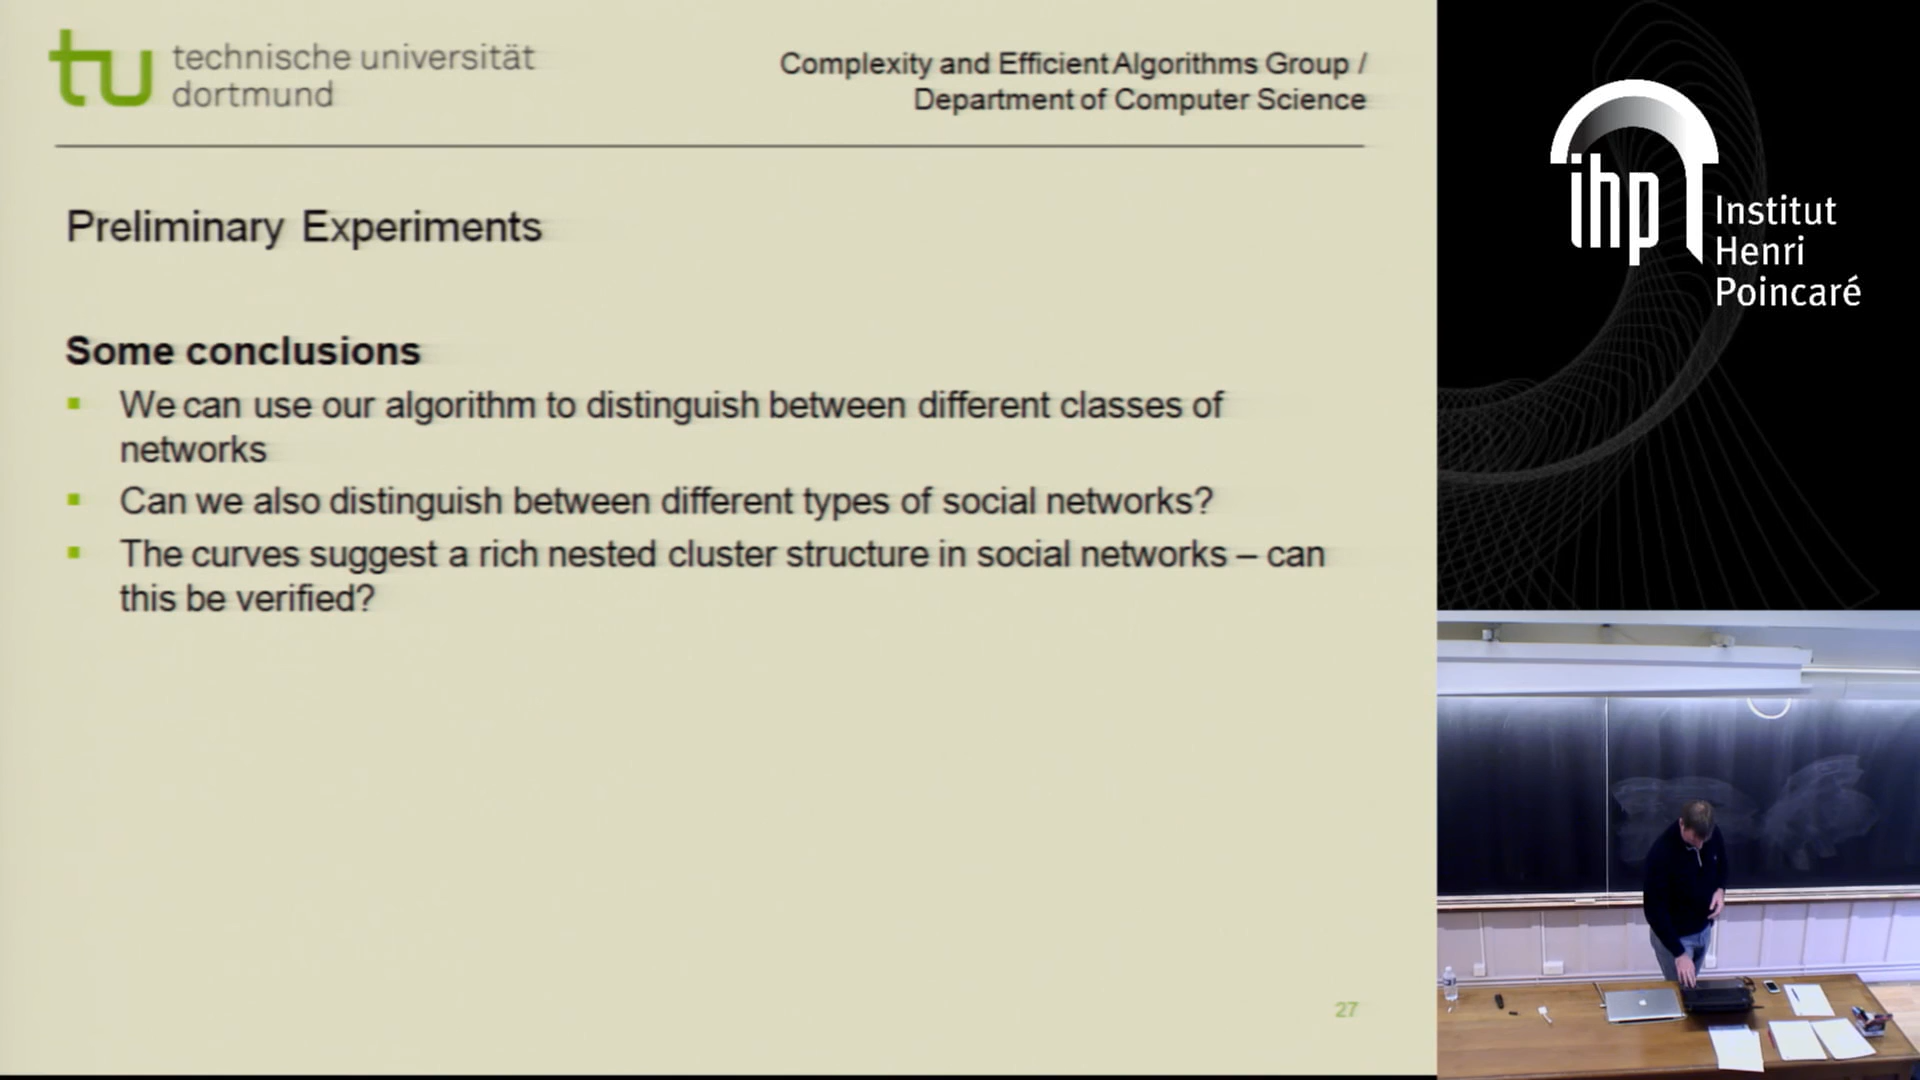 tu technische universität
dortmund
Complexity and Efficient Algorithms Group /
Department of Computer Science
Preliminary Experiments
Some conclusions
We can use our algorithm to distinguish between different classes of
networks
Can we also distinguish between different types of social networks?
The curves suggest a rich nested cluster structure in social networks – can
this be verified?
27
ihp Institut
Henri
Poincaré